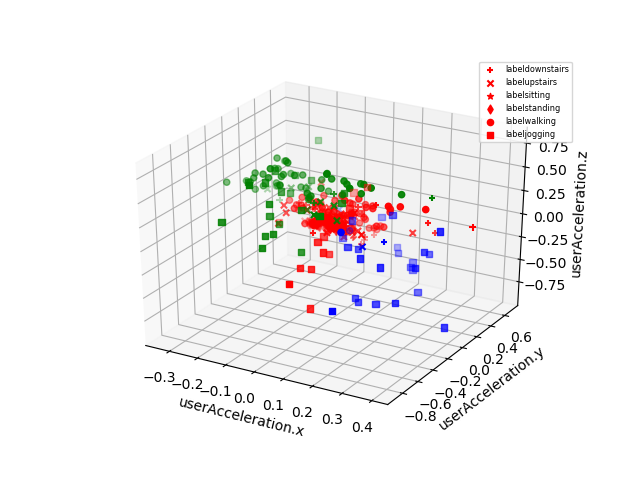 labeldownstairs
labelupstairs
labelsitting
labelstanding
labelwalking
labeljogging
0.75
0.50
0.25
0.00
−0.25
−0.50
−0.75
userAcceleration.z
0.6
0.4
0.2
0.0
−0.2
−0.4
−0.6
−0.8
userAcceleration.y
−0.3
−0.2
−0.1
0.0
0.1
0.2
0.3
0.4
userAcceleration.x